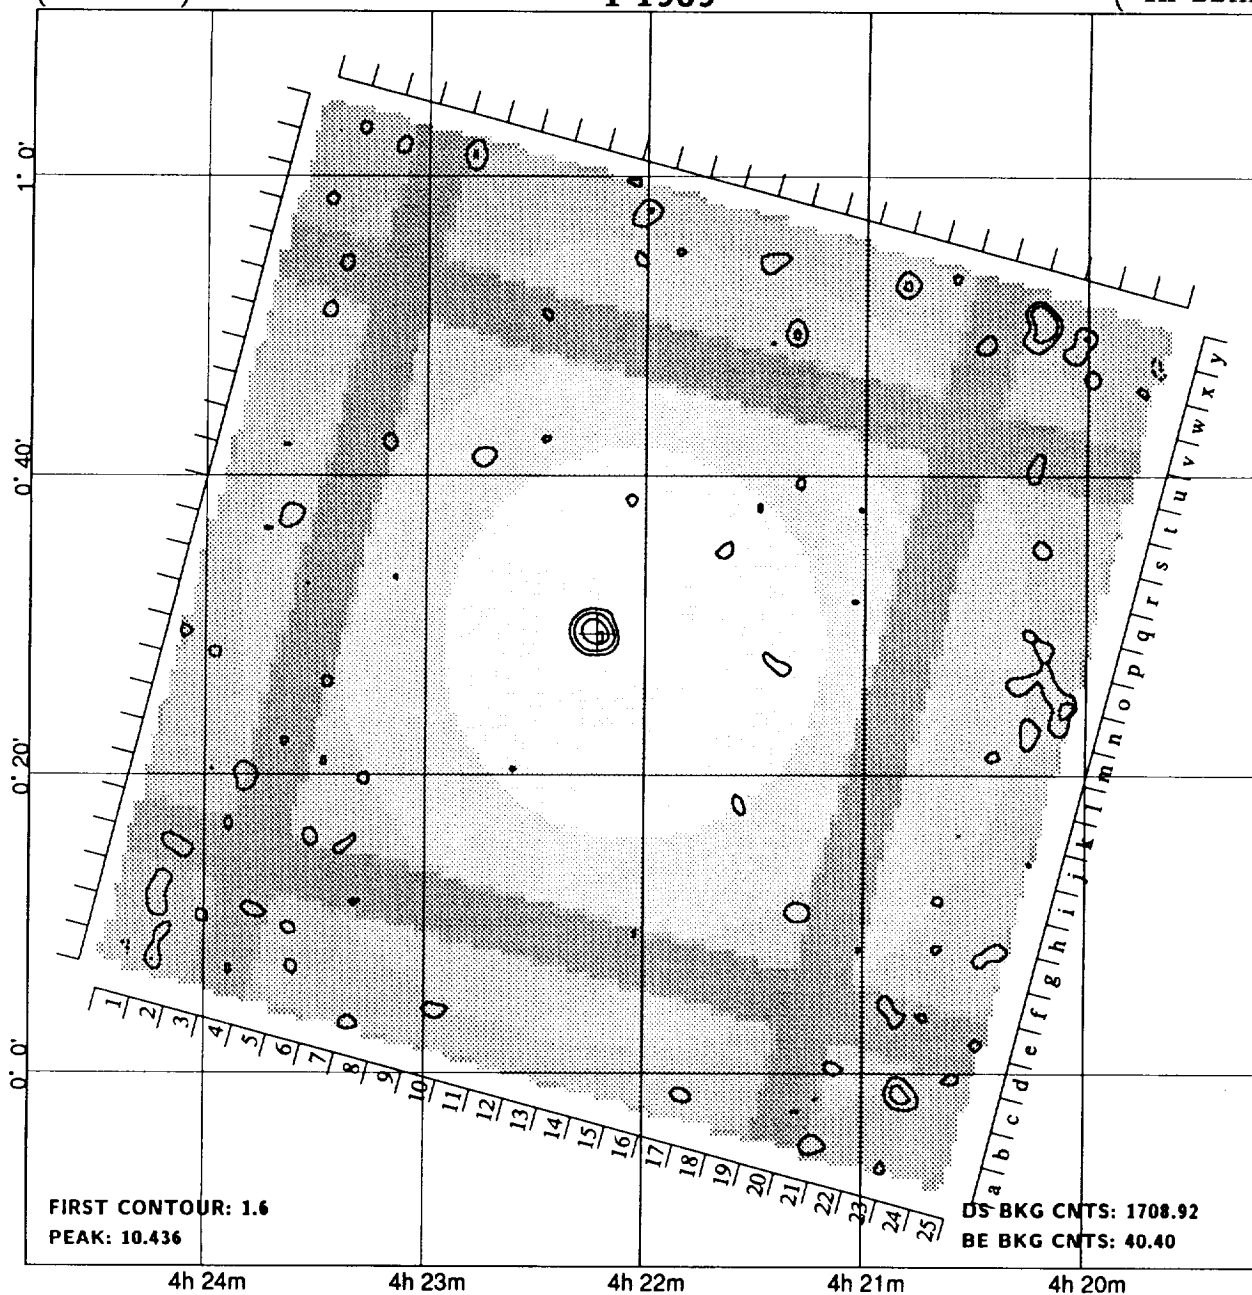 1° 0'
0° 40'
0° 20'
0° 0'
y
x
w
v
u
t
s
r
q
p
o
n
m
l
k
j
i
h
g
f
e
d
c
b
a
1 2 3 4 5 6 7 8 9 10 11 12 13 14 15 16 17 18 19 20 21 22 23 24 25
FIRST CONTOUR: 1.6
PEAK: 10.436
DS BKG CNTS: 1708.92
BE BKG CNTS: 40.40
4h 24m 4h 23m 4h 22m 4h 21m 4h 20m